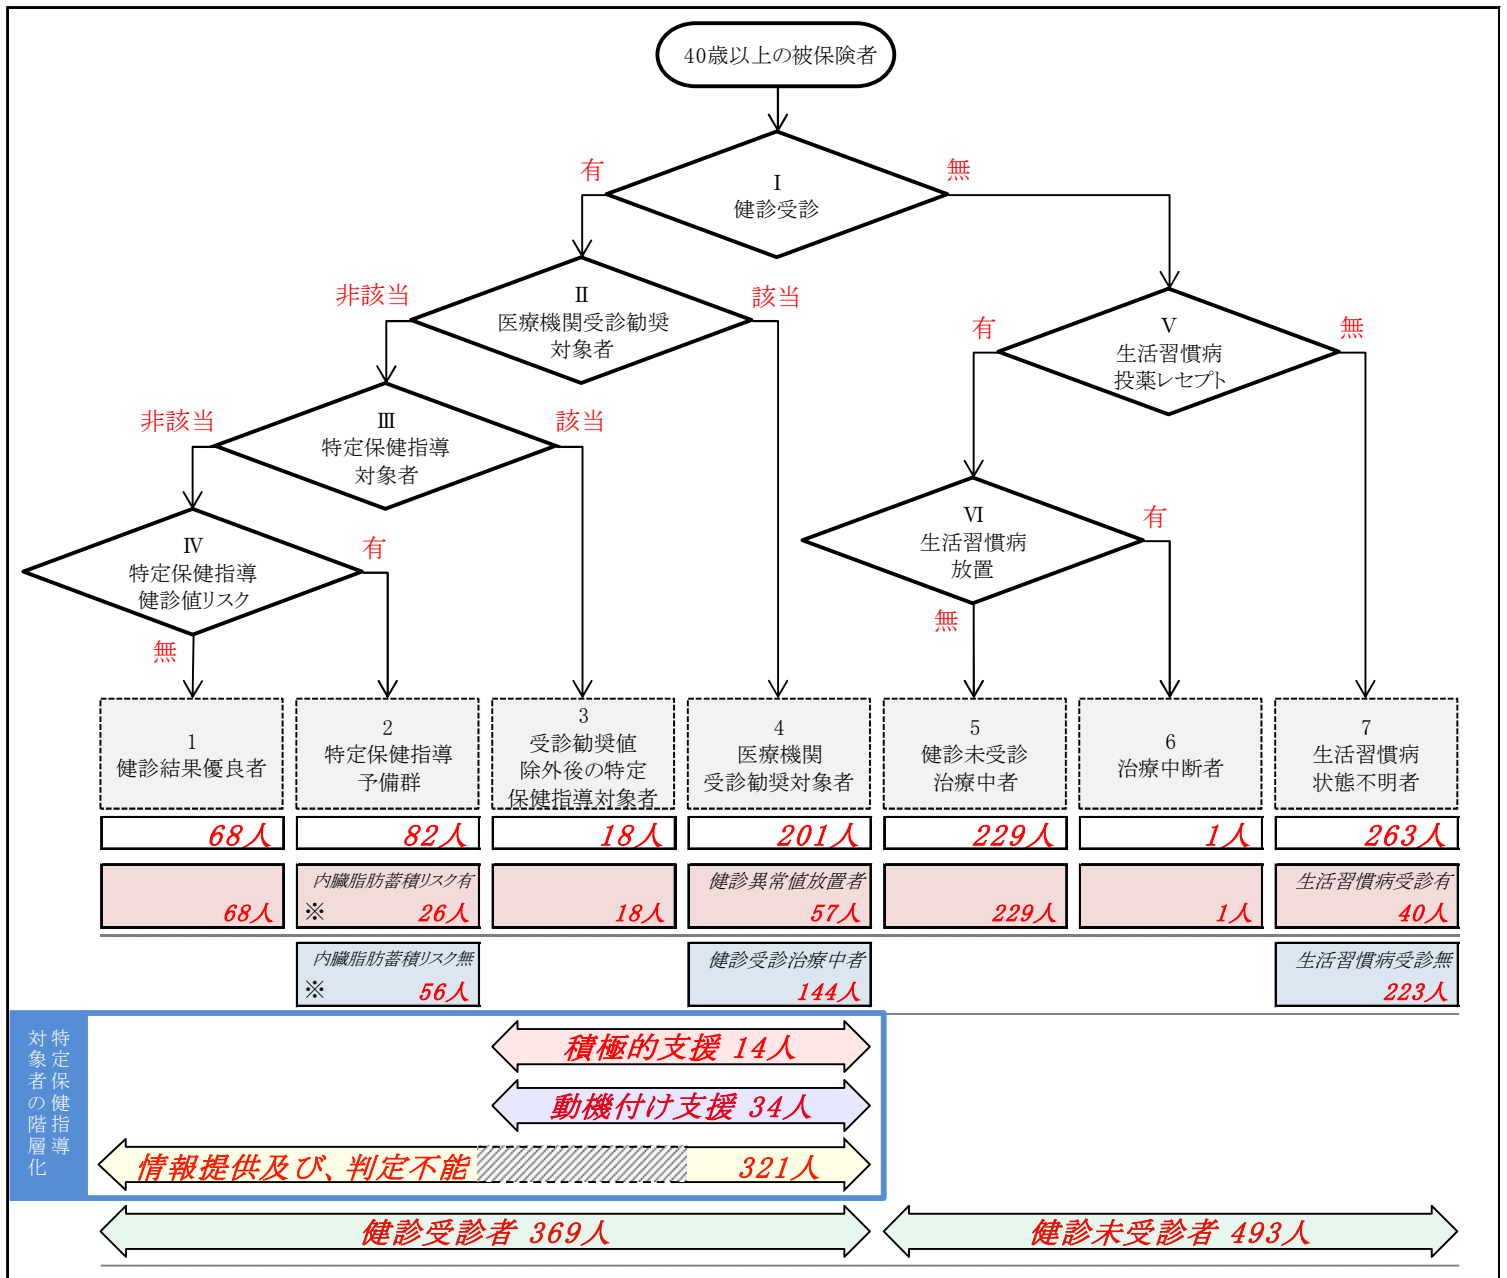 40歳以上の被保険者
有
無
Ⅰ
健診受診
非該当
該当
Ⅱ
医療機関受診勧奨
対象者
有
無
Ⅴ
生活習慣病
投薬レセプト
非該当
該当
Ⅲ
特定保健指導
対象者
有
Ⅵ
生活習慣病
放置
無
有
Ⅳ
特定保健指導
健診値リスク
無
1
健診結果優良者
2
特定保健指導
予備群
3
受診勧奨値
除外後の特定
保健指導対象者
4
医療機関
受診勧奨対象者
5
健診未受診
治療中者
6
治療中断者
7
生活習慣病
状態不明者
68人
82人
18人
201人
229人
1人
263人
68人
内臓脂肪蓄積リスク有
※ 26人
18人
健診異常値放置者
57人
229人
1人
生活習慣病受診有
40人
内臓脂肪蓄積リスク無
※ 56人
健診受診治療中者
144人
生活習慣病受診無
223人
特定保健指導
対象者の階層化
積極的支援 14人
動機付け支援 34人
情報提供及び、判定不能 321人
健診受診者 369人
健診未受診者 493人